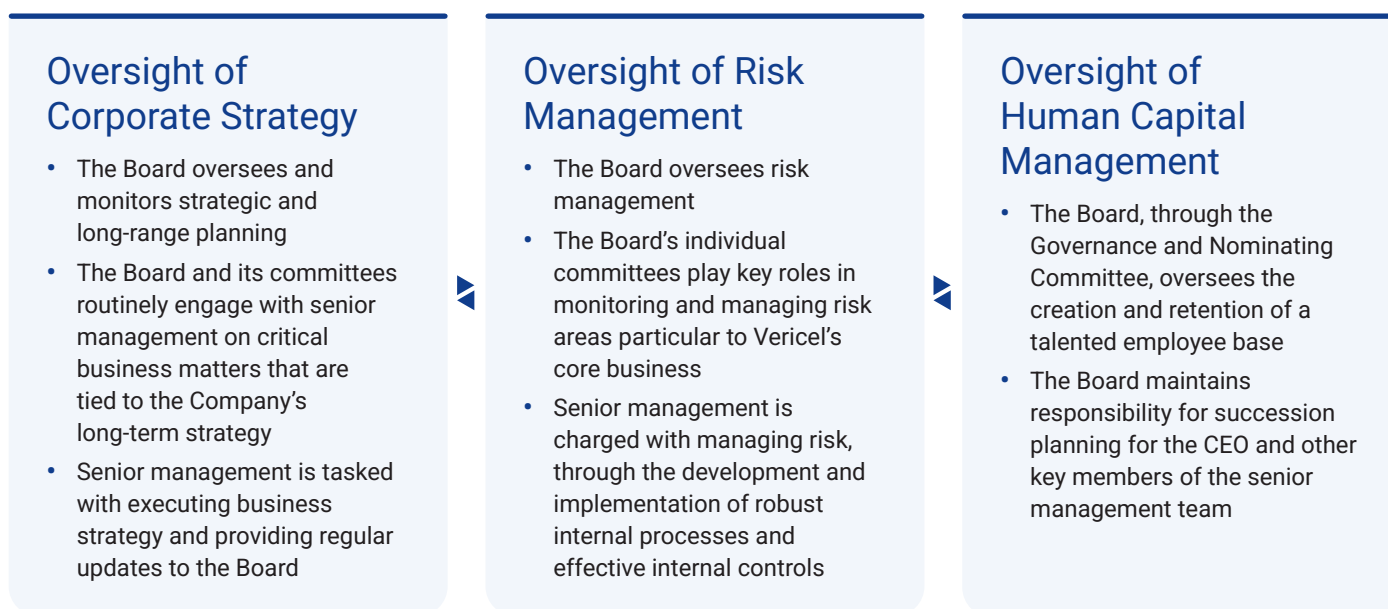 Oversight of
Corporate Strategy
• The Board oversees and
monitors strategic and
long-range planning
• The Board and its committees
routinely engage with senior
management on critical
business matters that are
tied to the Company’s
long-term strategy
• Senior management is tasked
with executing business
strategy and providing regular
updates to the Board
Oversight of Risk
Management
• The Board oversees risk
management
• The Board’s individual
committees play key roles in
monitoring and managing risk
areas particular to Vericel’s
core business
• Senior management is
charged with managing risk,
through the development and
implementation of robust
internal processes and
effective internal controls
Oversight of
Human Capital
Management
• The Board, through the
Governance and Nominating
Committee, oversees the
creation and retention of a
talented employee base
• The Board maintains
responsibility for succession
planning for the CEO and other
key members of the senior
management team